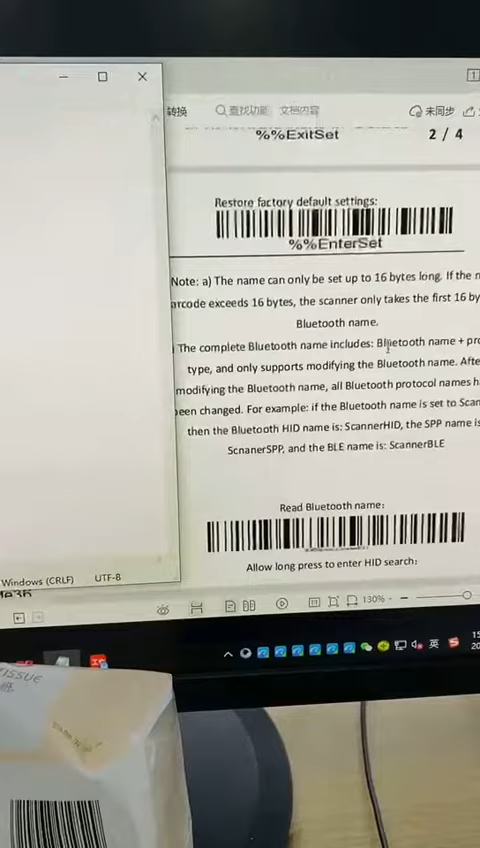 转换
查找功能
文档内容
未同步
%%ExitSet
2 / 4
Restore factory default settings:
%%EnterSet
Note: a) The name can only be set up to 16 bytes long. If the n
arcode exceeds 16 bytes, the scanner only takes the first 16 by
Bluetooth name.
The complete Bluetooth name includes: Bluetooth name + pro
type, and only supports modifying the Bluetooth name. Afte
modifying the Bluetooth name, all Bluetooth protocol names h
een changed. For example: if the Bluetooth name is set to Scan
then the Bluetooth HID name is: ScannerHID, the SPP name is
ScnanerSPP, and the BLE name is: ScannerBLE
Read Bluetooth name:
Allow long press to enter HID search:
Windows (CRLF)
UTF-8
130%
英
15
20
TISSUE